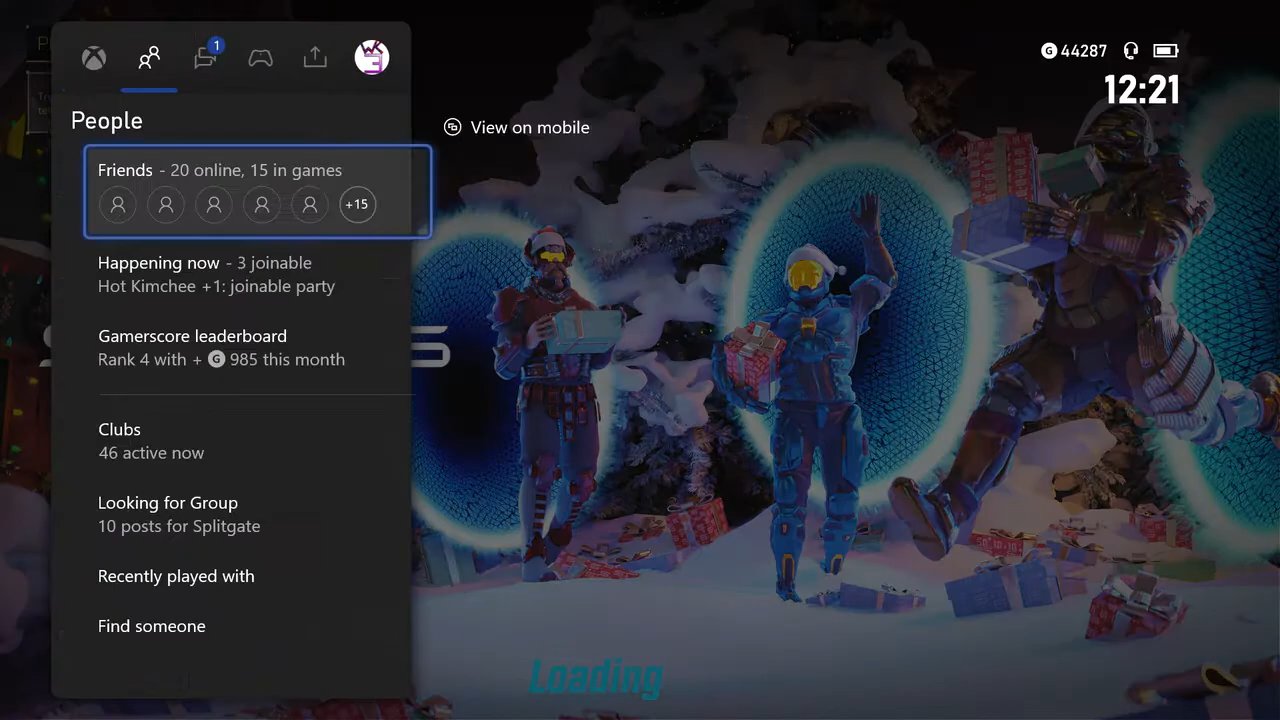 1
G 44287
12:21
People
View on mobile
Friends - 20 online, 15 in games
+15
Happening now - 3 joinable
Hot Kimchee +1: joinable party
Gamerscore leaderboard
Rank 4 with + G 985 this month
Clubs
46 active now
Looking for Group
10 posts for Splitgate
Recently played with
Find someone
Loading